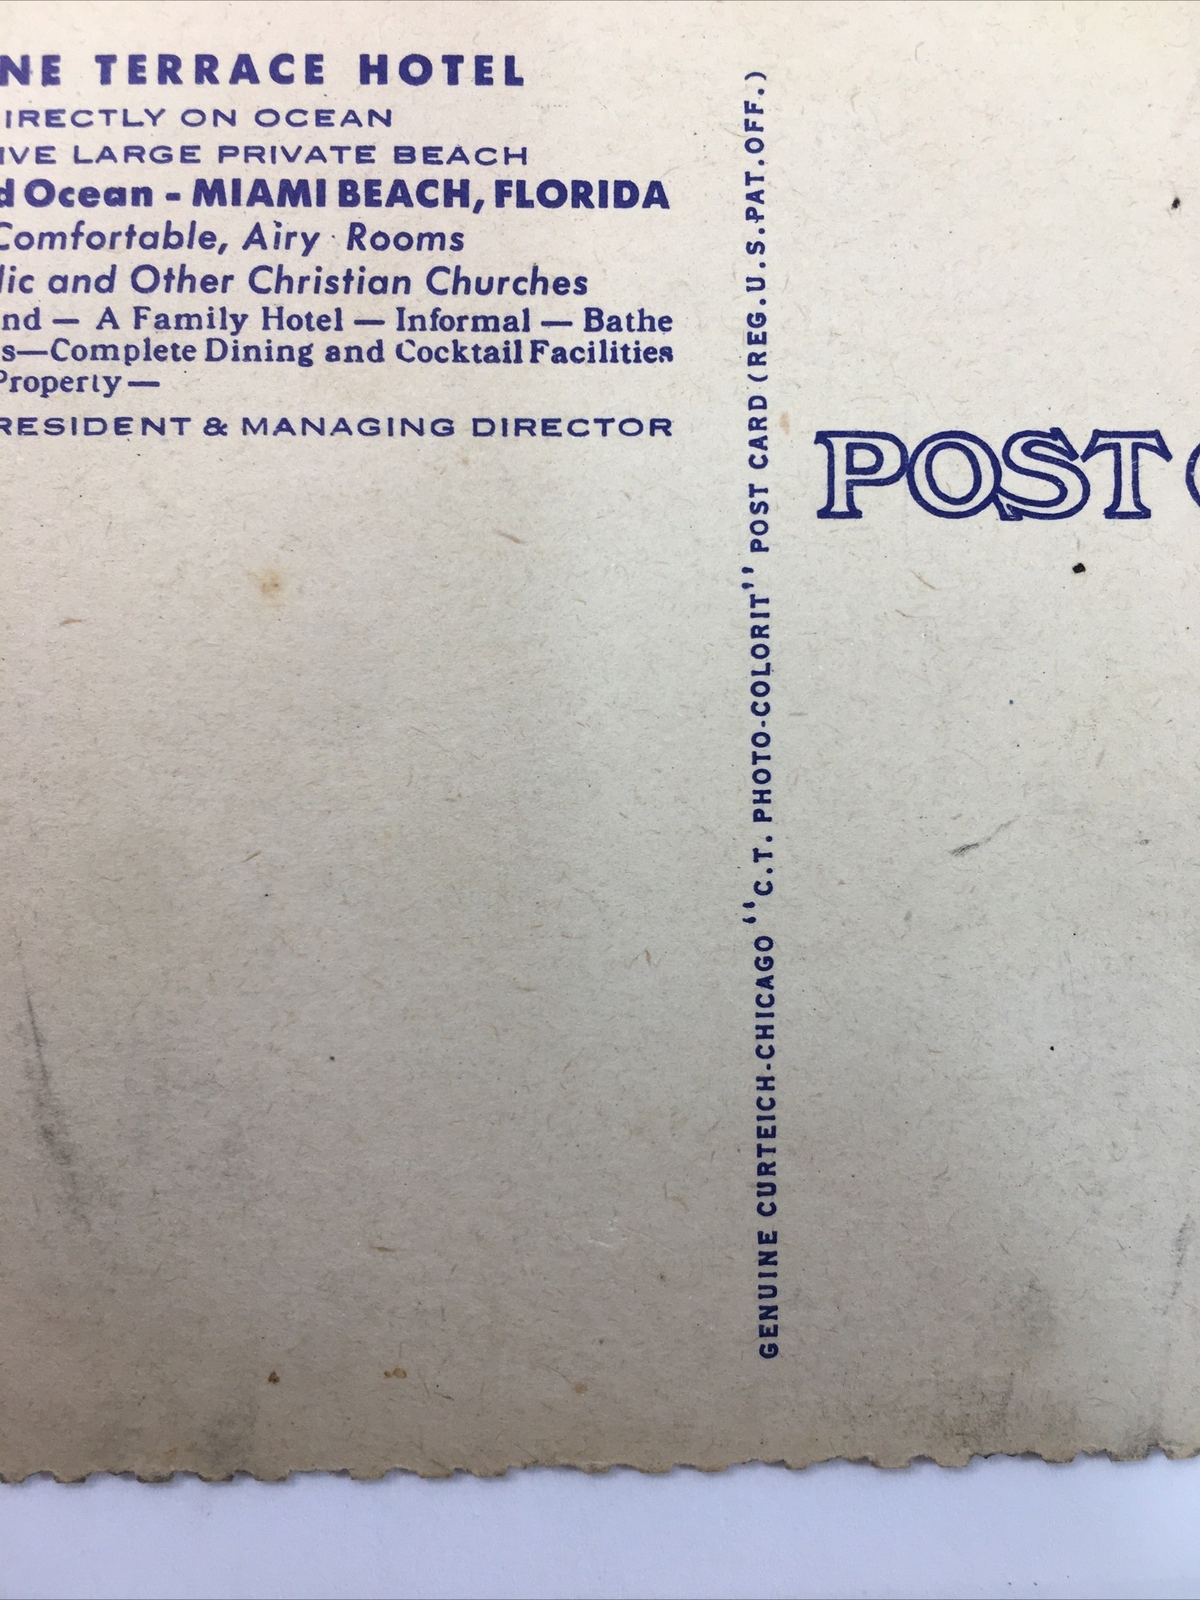 NE TERRACE HOTEL
IRECTLY ON OCEAN
IVE LARGE PRIVATE BEACH
d Ocean - MIAMI BEACH, FLORIDA
Comfortable, Airy Rooms
lic and Other Christian Churches
nd — A Family Hotel — Informal — Bathe
s—Complete Dining and Cocktail Facilities
Property—
RESIDENT & MANAGING DIRECTOR
GENUINE CURTEICH-CHICAGO "C.T. PHOTO-COLORIT" POST CARD (REG.U.S.PAT.OFF.)
POST C